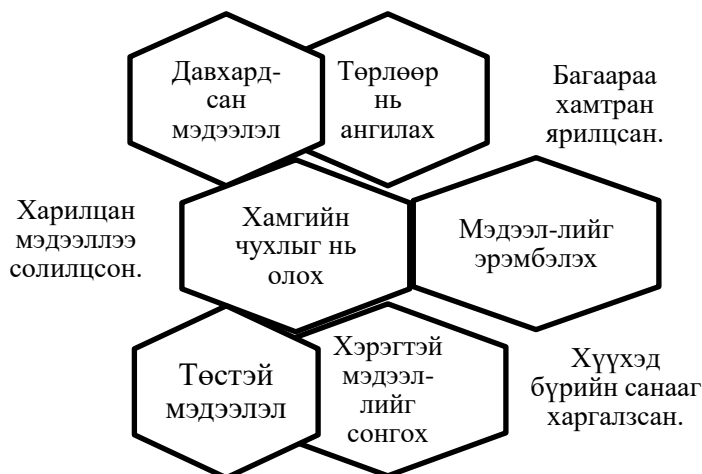 Давхард-
сан
мэдээлэл
Төрлөөр
нь
ангилах
Багаараа
хамтран
ярилцсан.
Харилцан
мэдээллээ
солилцсон.
Хамгийн
чухлыг нь
олох
Мэдээл-лийг
эрэмбэлэх
Төстэй
мэдээлэл
Хэрэгтэй
мэдээл-
лийг
сонгох
Хүүхэд
бүрийн санааг
харгалзсан.